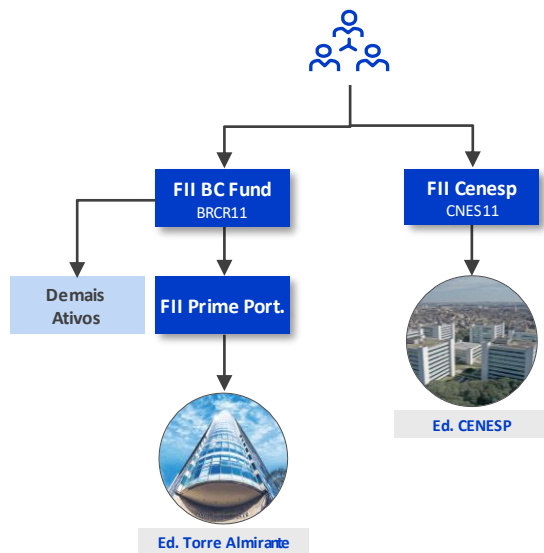 FII BC Fund
BRCR11
FII Cenesp
CNES11
Demais
Ativos
FII Prime Port.
Ed. CENESP
Ed. Torre Almirante